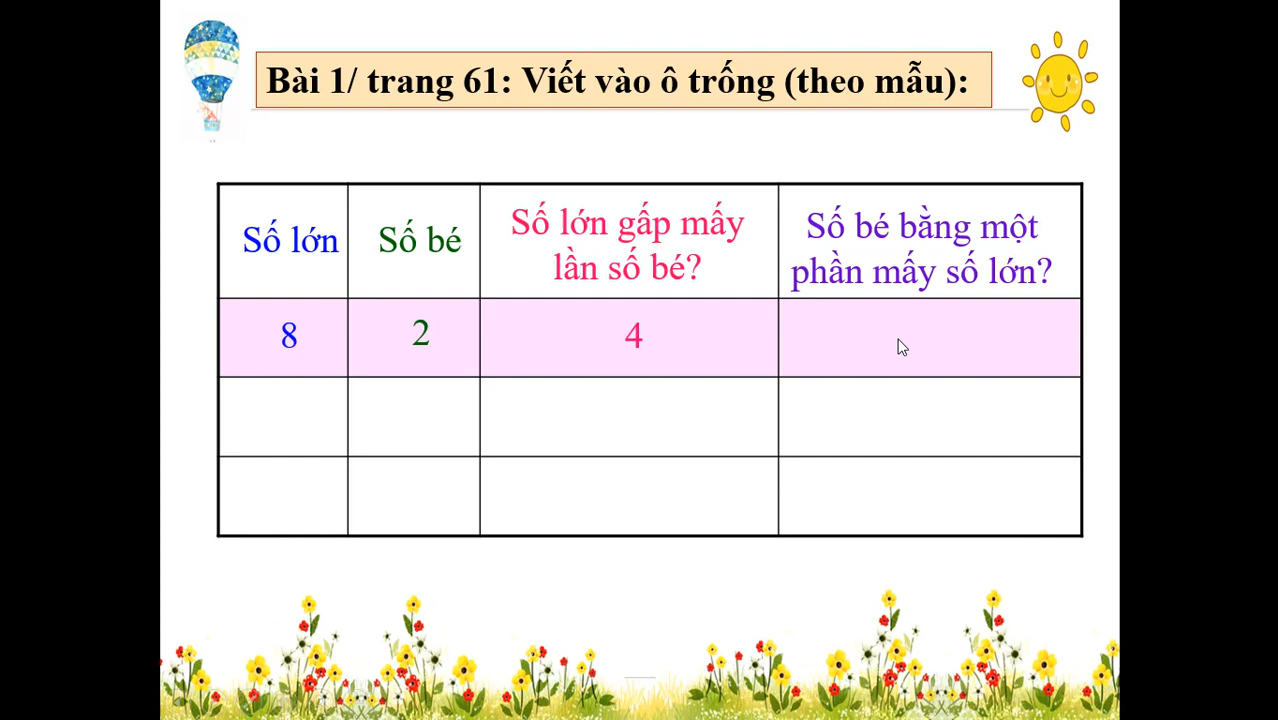 Bài 1/ trang 61: Viết vào ô trống (theo mẫu):
Số lớn
Số bé
Số lớn gấp mấy
lần số bé?
Số bé bằng một
phần mấy số lớn?
8
2
4